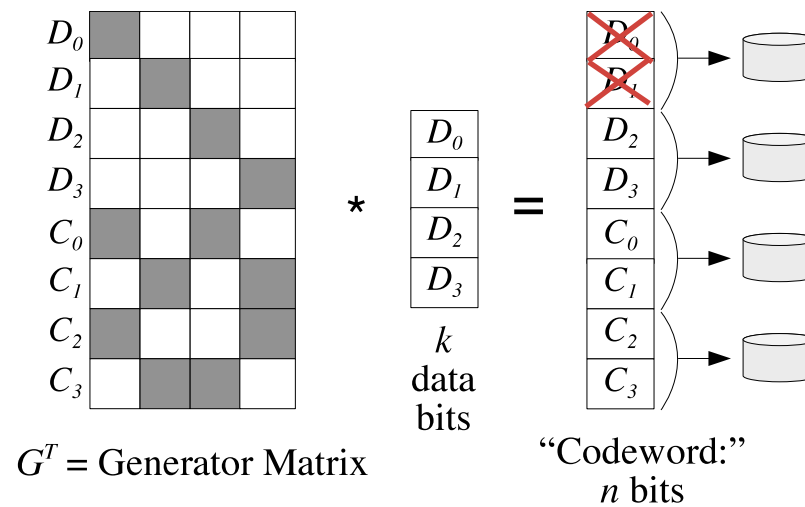 D₀
D₁
D₂
D₃
C₀
C₁
C₂
C₃
Gᵀ = Generator Matrix
*
D₀
D₁
D₂
D₃
k
data
bits
=
D₀
D₁
D₂
D₃
C₀
C₁
C₂
C₃
“Codeword:”
n bits